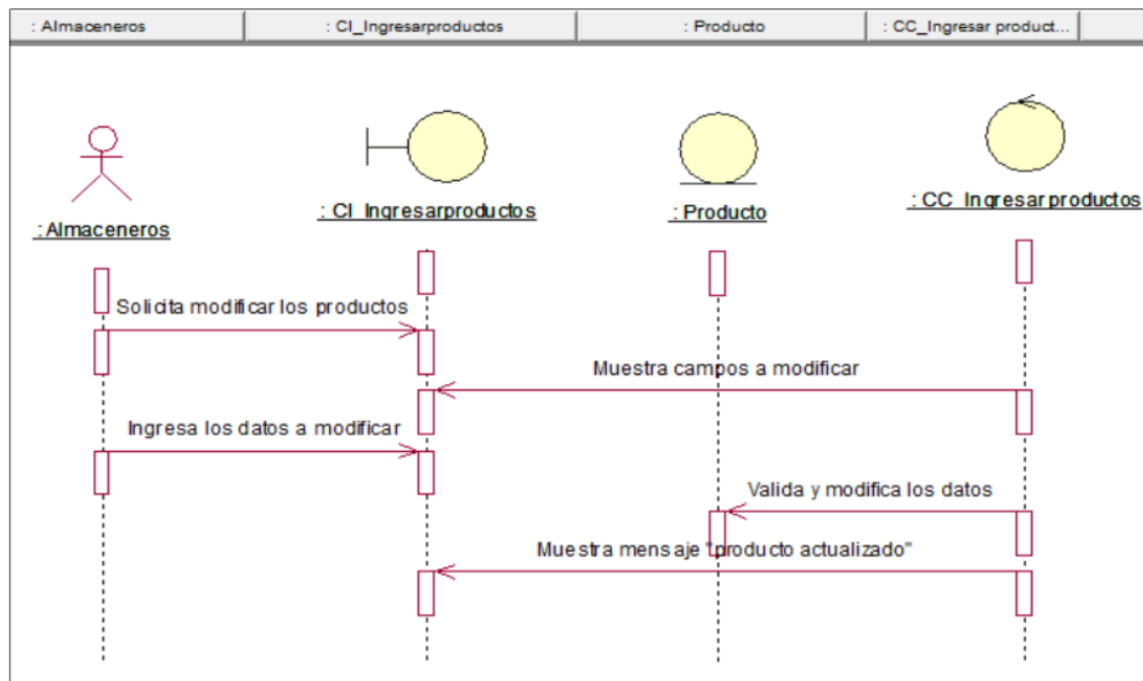 : Almaceneros
: CI_Ingresarproductos
: Producto
: CC_Ingresar product...
: Almaceneros
: CI_Ingresarproductos
: Producto
: CC_Ingresar productos
Solicita modificar los productos
Muestra campos a modificar
Ingresa los datos a modificar
Valida y modifica los datos
Muestra mensaje "producto actualizado"